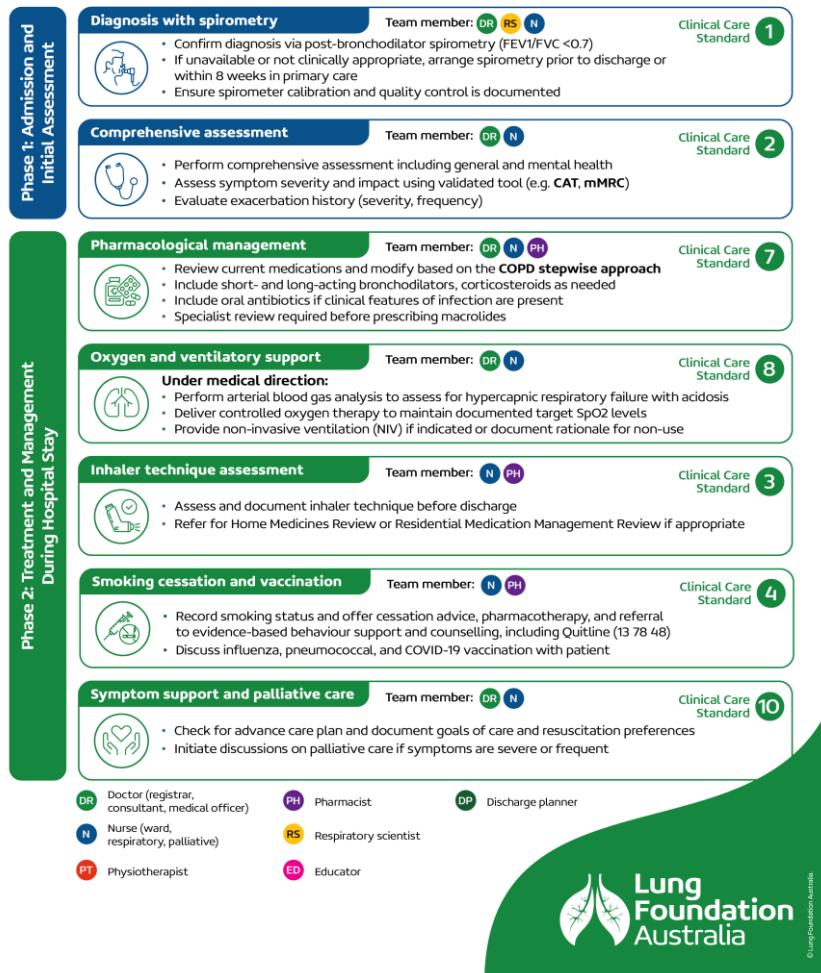 Phase 1: Admission and
Initial Assessment
Diagnosis with spirometry
Team member: DR RS N
Clinical Care
Standard 1
• Confirm diagnosis via post-bronchodilator spirometry (FEV1/FVC <0.7)
• If unavailable or not clinically appropriate, arrange spirometry prior to discharge or
within 8 weeks in primary care
• Ensure spirometer calibration and quality control is documented
Comprehensive assessment
Team member: DR N
Clinical Care
Standard 2
• Perform comprehensive assessment including general and mental health
• Assess symptom severity and impact using validated tool (e.g. CAT, mMRC)
• Evaluate exacerbation history (severity, frequency)
Phase 2: Treatment and Management
During Hospital Stay
Pharmacological management
Team member: DR N PH
Clinical Care
Standard 7
• Review current medications and modify based on the COPD stepwise approach
• Include short- and long-acting bronchodilators, corticosteroids as needed
• Include oral antibiotics if clinical features of infection are present
• Specialist review required before prescribing macrolides
Oxygen and ventilatory support
Team member: DR N
Clinical Care
Standard 8
Under medical direction:
• Perform arterial blood gas analysis to assess for hypercapnic respiratory failure with acidosis
• Deliver controlled oxygen therapy to maintain documented target SpO2 levels
• Provide non-invasive ventilation (NIV) if indicated or document rationale for non-use
Inhaler technique assessment
Team member: N PH
Clinical Care
Standard 3
• Assess and document inhaler technique before discharge
• Refer for Home Medicines Review or Residential Medication Management Review if appropriate
Smoking cessation and vaccination
Team member: N PH
Clinical Care
Standard 4
• Record smoking status and offer cessation advice, pharmacotherapy, and referral
to evidence-based behaviour support and counselling, including Quitline (13 78 48)
• Discuss influenza, pneumococcal, and COVID-19 vaccination with patient
Symptom support and palliative care
Team member: DR N
Clinical Care
Standard 10
• Check for advance care plan and document goals of care and resuscitation preferences
• Initiate discussions on palliative care if symptoms are severe or frequent
DR Doctor (registrar,
consultant, medical officer)
N Nurse (ward,
respiratory, palliative)
PT Physiotherapist
PH Pharmacist
RS Respiratory scientist
ED Educator
DP Discharge planner
Lung
Foundation
Australia
© Lung Foundation Australia